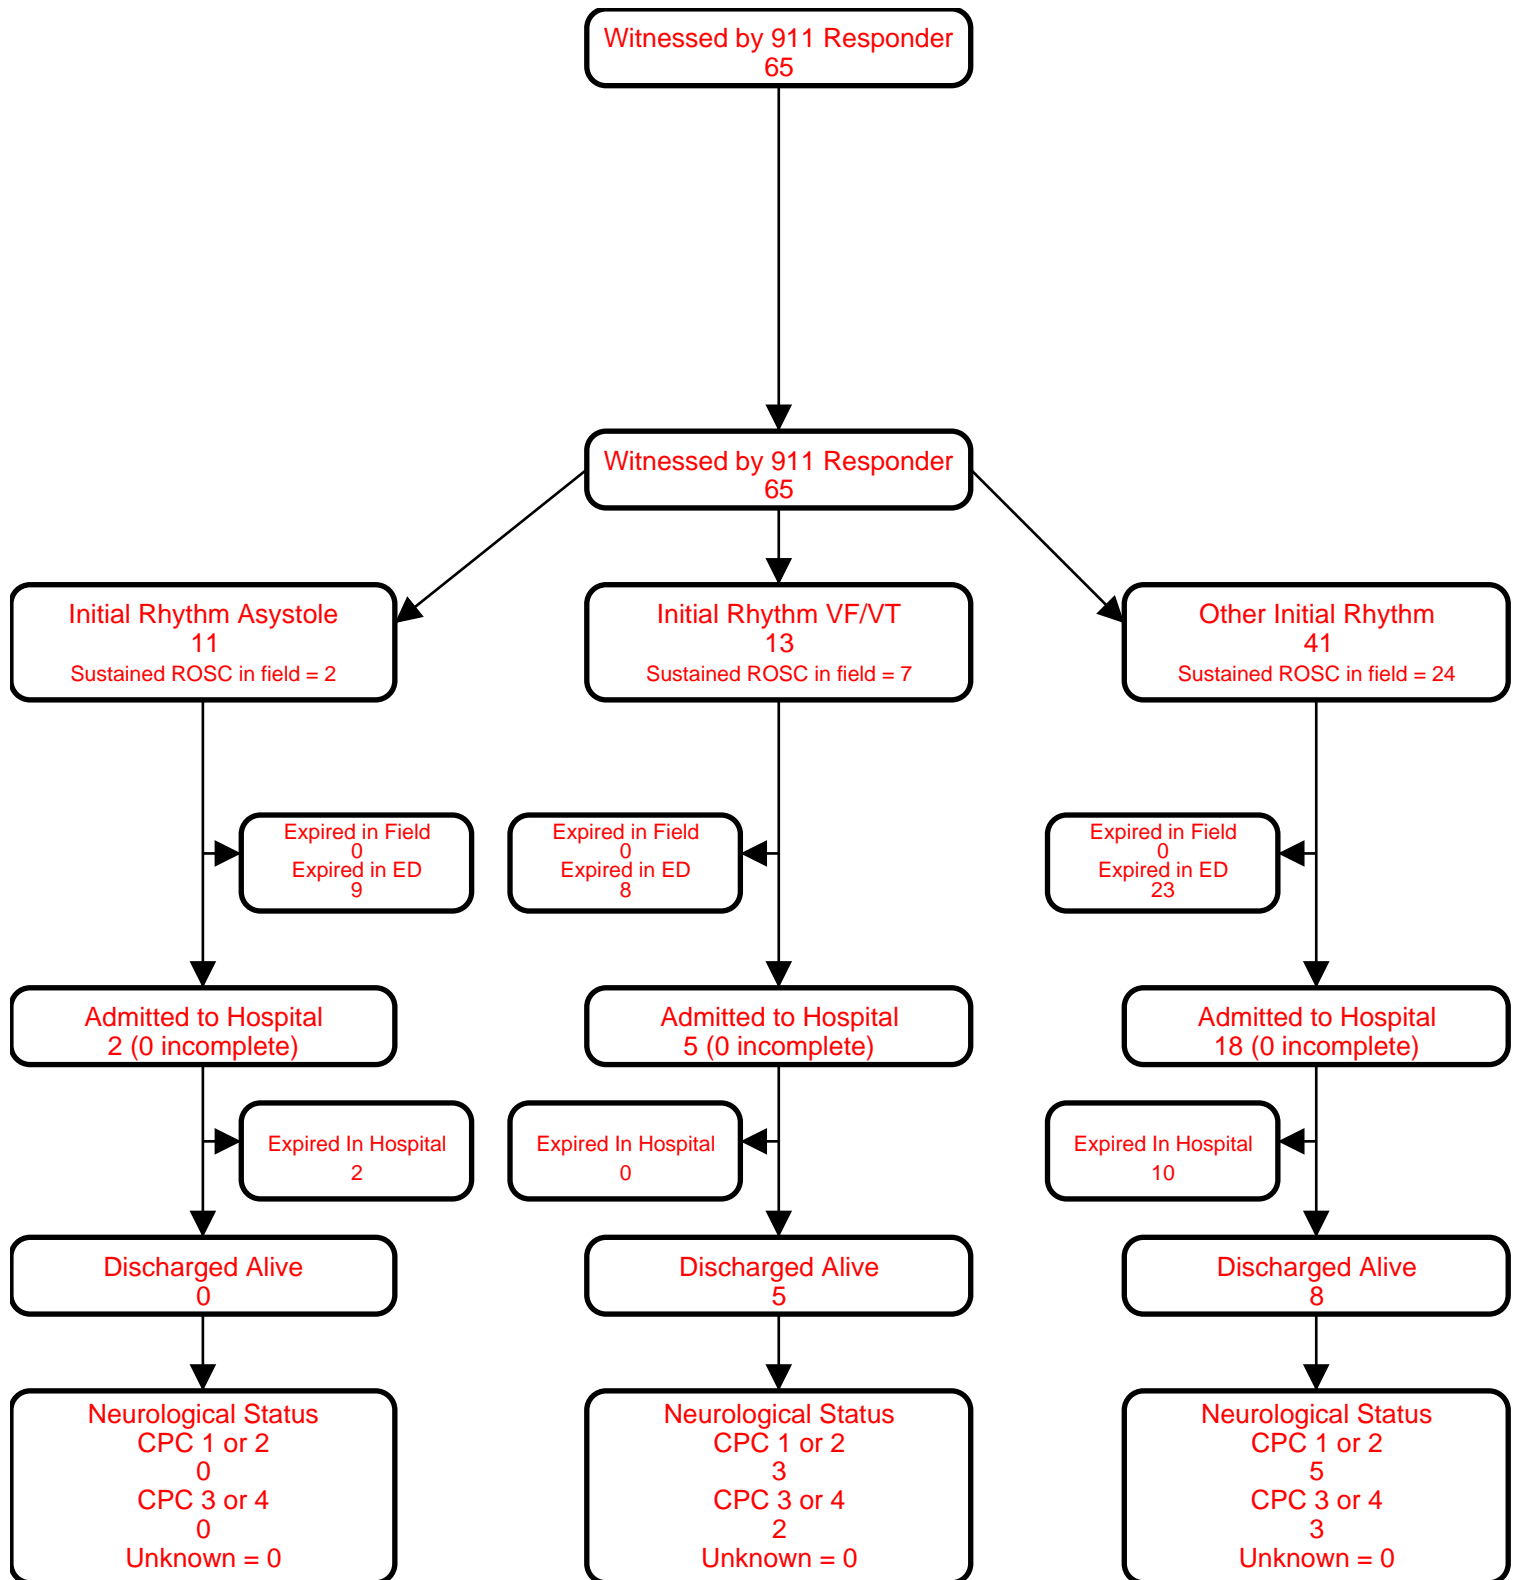 Witnessed by 911 Responder
65
Witnessed by 911 Responder
65
Initial Rhythm Asystole
11
Sustained ROSC in field = 2
Initial Rhythm VF/VT
13
Sustained ROSC in field = 7
Other Initial Rhythm
41
Sustained ROSC in field = 24
Expired in Field
0
Expired in ED
9
Expired in Field
0
Expired in ED
8
Expired in Field
0
Expired in ED
23
Admitted to Hospital
2 (0 incomplete)
Admitted to Hospital
5 (0 incomplete)
Admitted to Hospital
18 (0 incomplete)
Expired In Hospital
2
Expired In Hospital
0
Expired In Hospital
10
Discharged Alive
0
Discharged Alive
5
Discharged Alive
8
Neurological Status
CPC 1 or 2
0
CPC 3 or 4
0
Unknown = 0
Neurological Status
CPC 1 or 2
3
CPC 3 or 4
2
Unknown = 0
Neurological Status
CPC 1 or 2
5
CPC 3 or 4
3
Unknown = 0